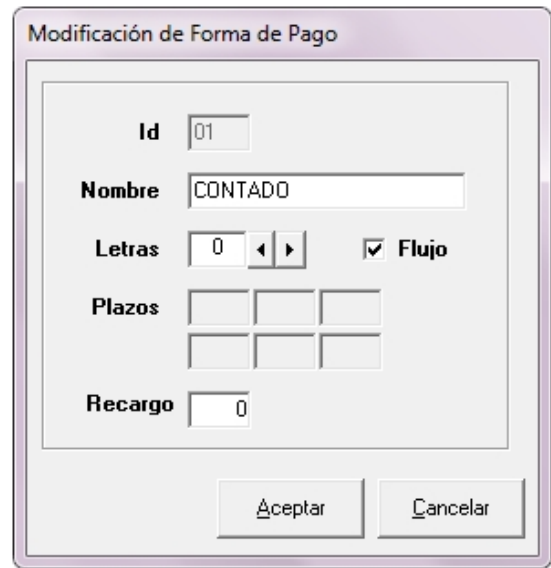 Modificación de Forma de Pago
Id 01
Nombre CONTADO
Letras 0 Flujo
Plazos
Recargo 0
Aceptar Cancelar